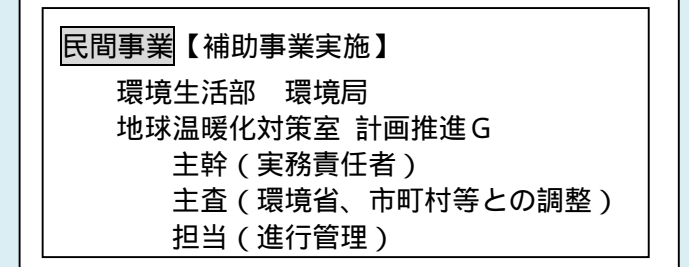 民間事業【補助事業実施】
環境生活部　環境局
地球温暖化対策室 計画推進Ｇ
主幹（実務責任者）
主査（環境省、市町村等との調整）
担当（進行管理）